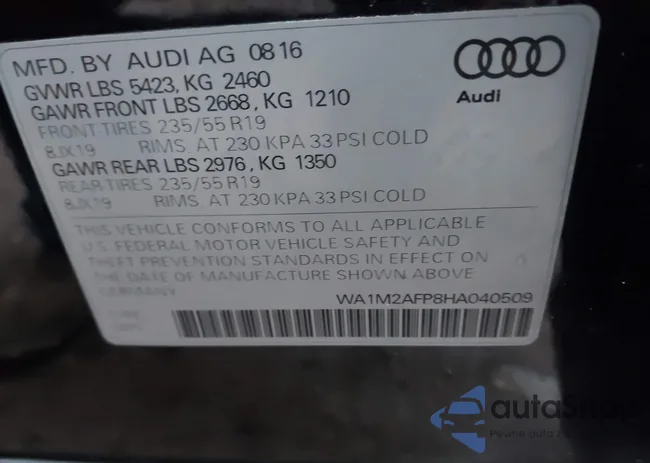 MFD. BY AUDI AG 08 16
GVWR LBS 5423, KG 2460
GAWR FRONT LBS 2668, KG 1210
FRONT TIRES 235/55 R19
8JX19 RIMS. AT 230 KPA 33 PSI COLD
GAWR REAR LBS 2976, KG 1350
REAR TIRES 235/55 R19
8JX19 RIMS. AT 230 KPA 33 PSI COLD
THIS VEHICLE CONFORMS TO ALL APPLICABLE
U.S. FEDERAL MOTOR VEHICLE SAFETY AND
THEFT PREVENTION STANDARDS IN EFFECT ON
THE DATE OF MANUFACTURE SHOWN ABOVE
GERMANY
WA1M2AFP8HA040509
Audi
autaShop
Pewne auta